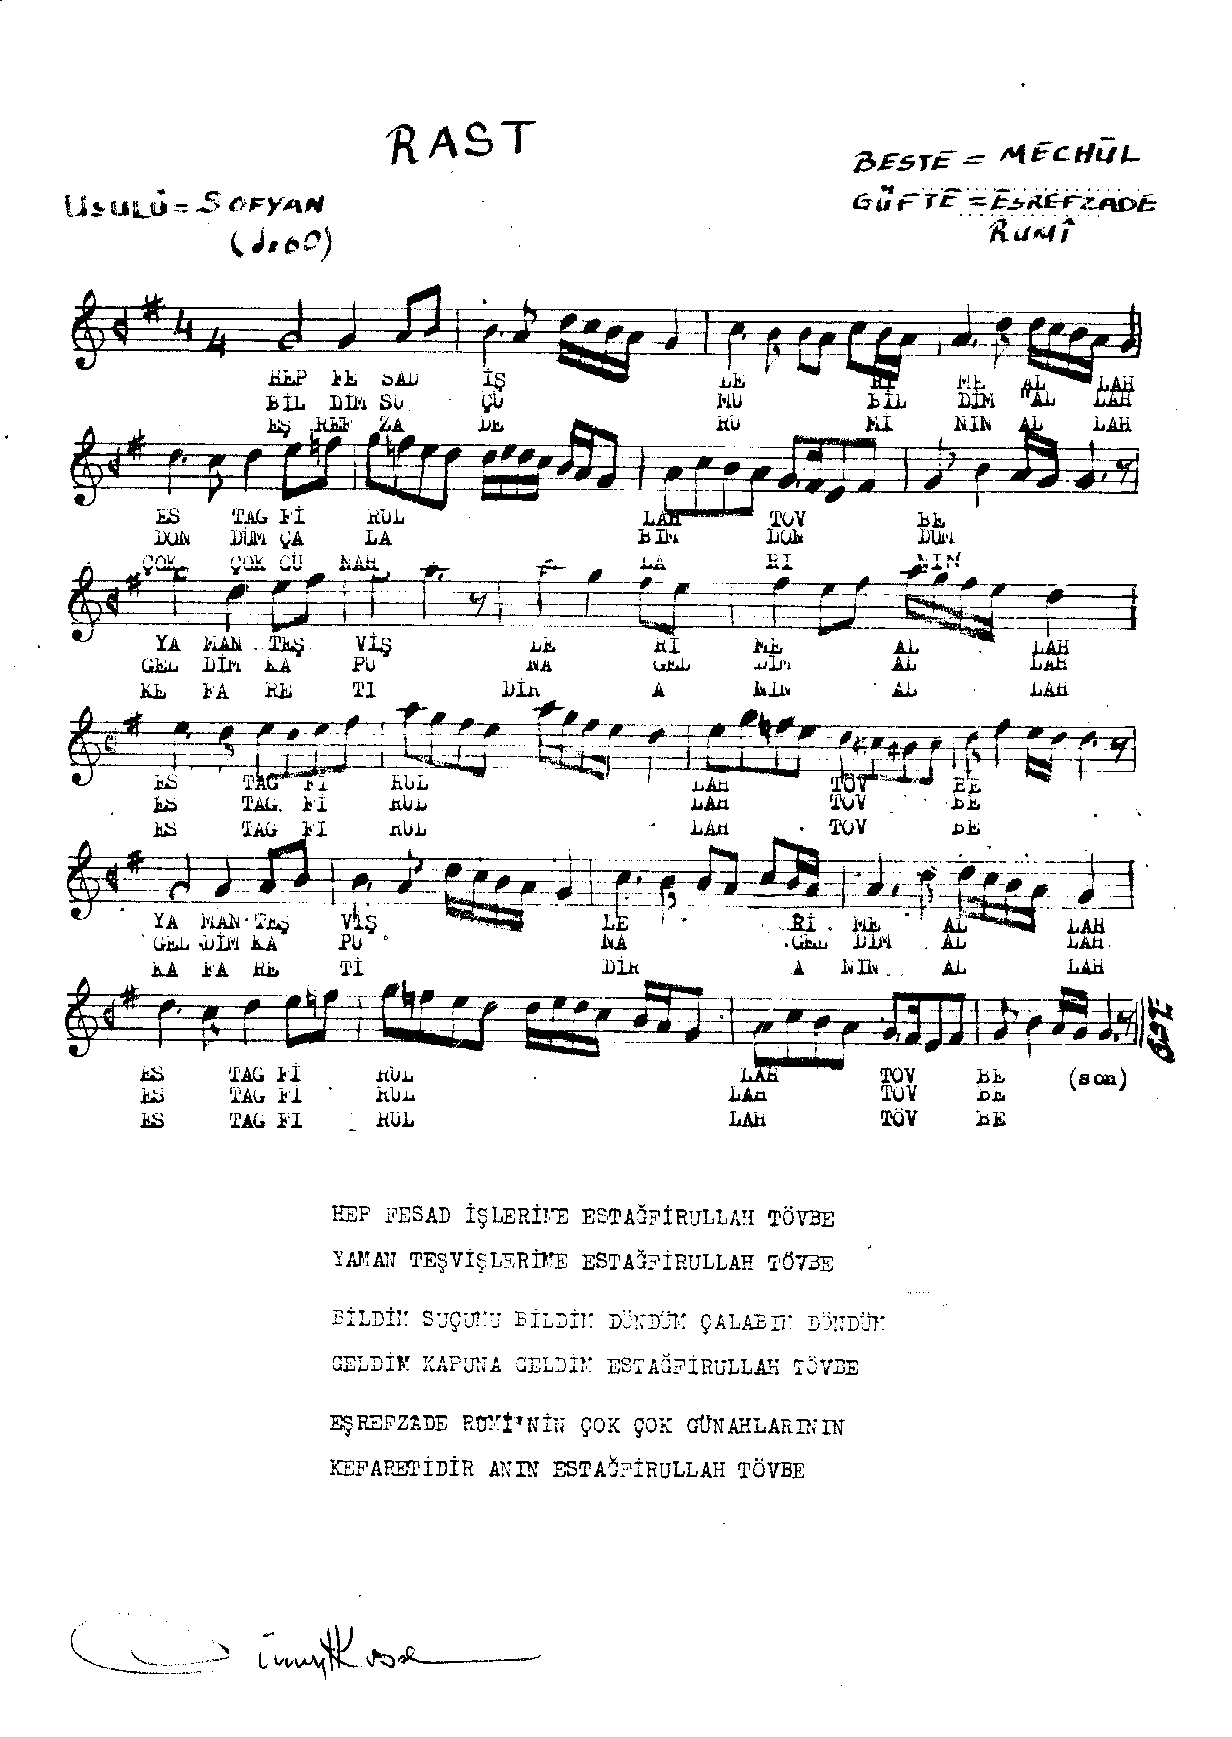 RAST
BESTE = MECHÛL
USULÜ = SOFYAN
GÜFTE = EŞREFZADE
(♩=60)
RUMÎ
HEP FE SAD İŞ LE Rİ ME AL LAH
BİL DİM SU ÇU MU BİL DİM AL LAH
EŞ REF ZA DE RU Mİ NIN AL LAH
ES TAG Fİ RUL LAH TOV BE
DON DUM ÇA LA BIM DON DUM
ÇOK ÇOK GU NAH LA RI NIN
YA MAN TEŞ VİŞ LE Rİ ME AL LAH
GEL DİM KA PU NA GEL DİM AL LAH
KE FA RE TI DİR A NIN AL LAH
ES TAG Fİ RUL LAH TOV BE
ES TAG Fİ RUL LAH TOV BE
ES TAG Fİ RUL LAH TOV BE
YA MAN TEŞ VİŞ LE Rİ ME AL LAH
GEL DİM KA PU NA GEL DİM AL LAH
KA FA RE Tİ DİR A NIN AL LAH
ES TAG Fİ RUL LAH TOV BE (son)
ES TAG FI RUL LAH TOV BE
ES TAG FI RUL LAH TÖV BE
HEP FESAD İŞLERİME ESTAĞFİRULLAH TÖVBE
YAMAN TEŞVİŞLERİME ESTAĞFİRULLAH TÖVBE
BİLDİM SUÇUMU BİLDİM DÖNDÜM ÇALABIM DÖNDÜM
GELDİM KAPUNA GELDİM ESTAĞFİRULLAH TÖVBE
EŞREFZADE RUMİ'NİN ÇOK ÇOK GÜNAHLARININ
KEFARETİDİR ANIN ESTAĞFİRULLAH TÖVBE